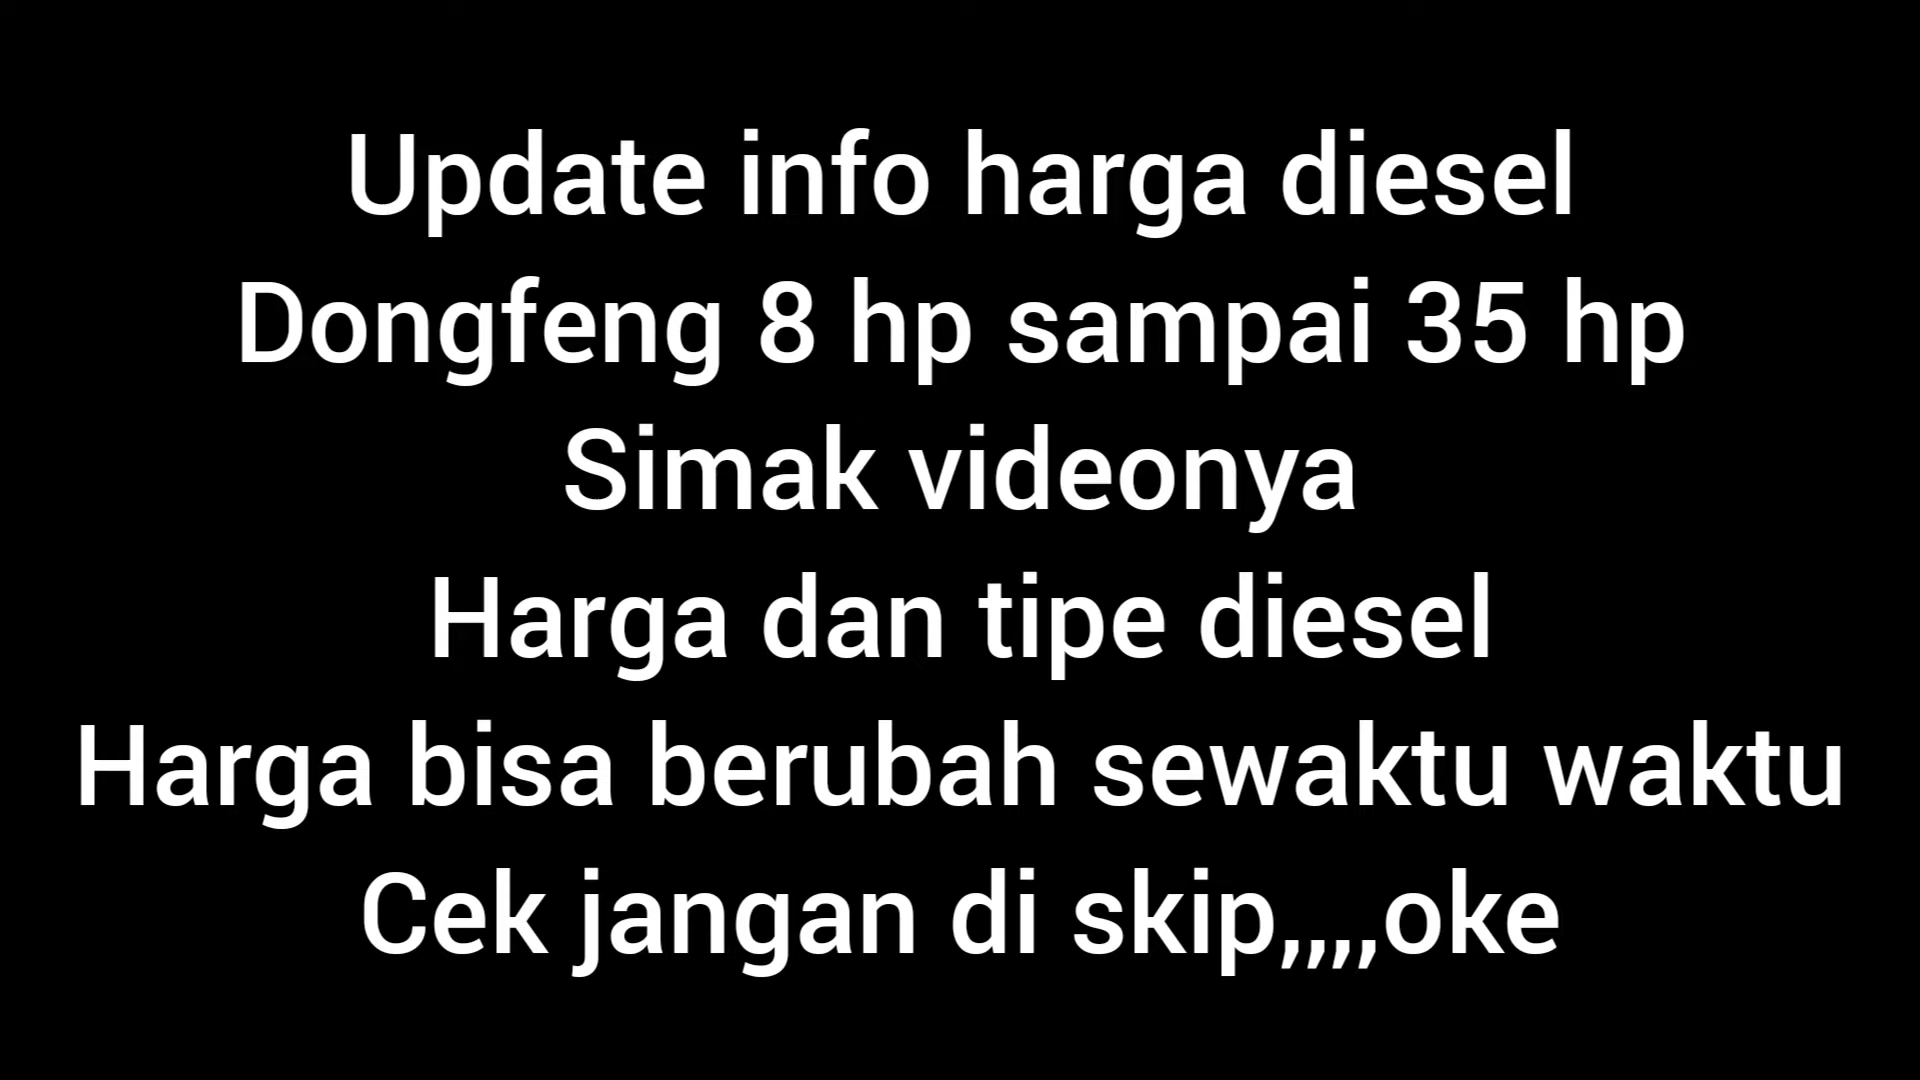 Update info harga diesel
Dongfeng 8 hp sampai 35 hp
Simak videonya
Harga dan tipe diesel
Harga bisa berubah sewaktu waktu
Cek jangan di skip,,,,oke